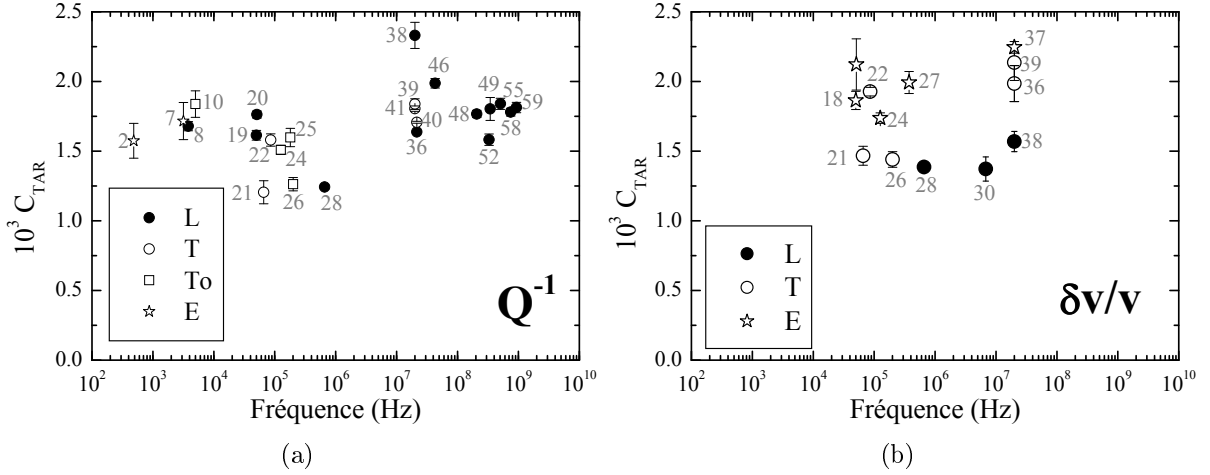 2.5
2.0
1.5
1.0
0.5
0.0
10³ C_TAR
38
46
49
55
59
48
58
52
39
41
40
36
10
7
8
2
20
19
22
25
24
21
26
28
L
T
To
E
Q⁻¹
10² 10³ 10⁴ 10⁵ 10⁶ 10⁷ 10⁸ 10⁹ 10¹⁰
Fréquence (Hz)
(a)
2.5
2.0
1.5
1.0
0.5
0.0
10³ C_TAR
37
39
36
38
22
27
18
24
21
26
28
30
L
T
E
δv/v
10² 10³ 10⁴ 10⁵ 10⁶ 10⁷ 10⁸ 10⁹ 10¹⁰
Fréquence (Hz)
(b)